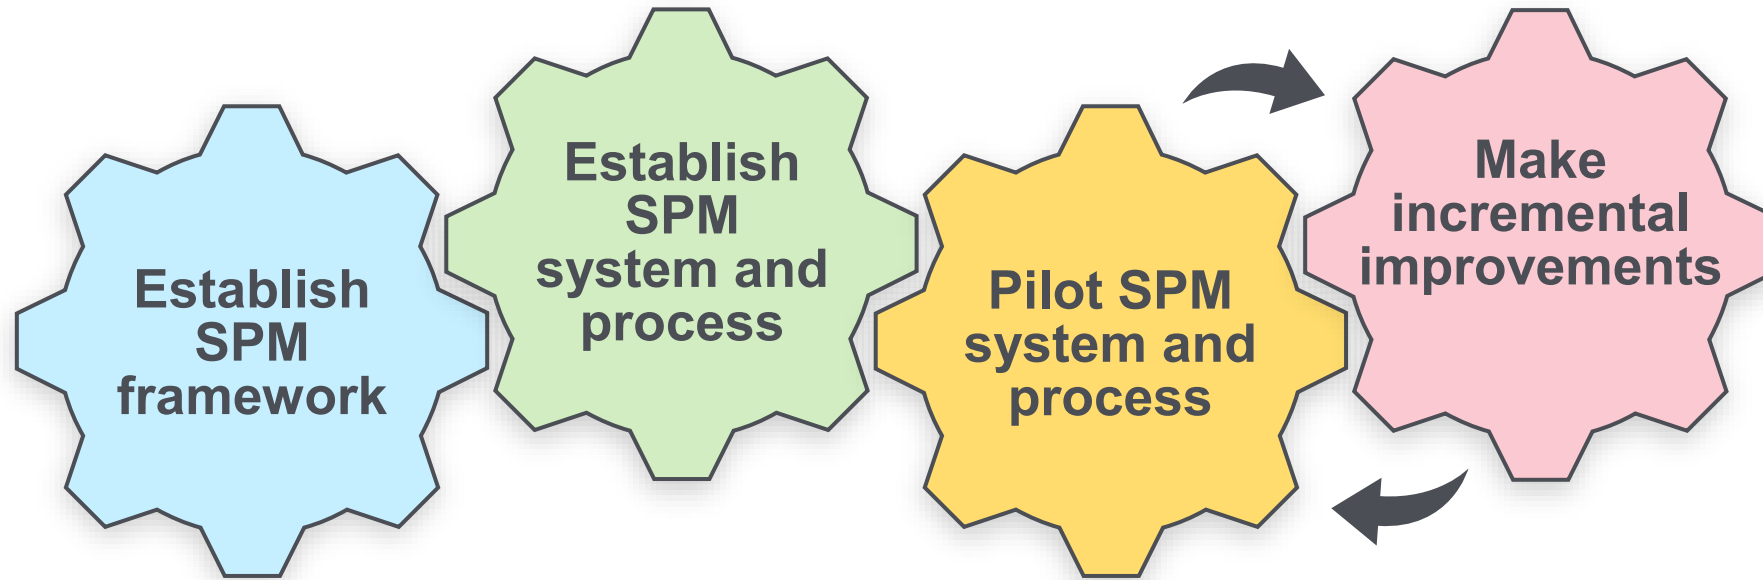 Establish
SPM
framework
Establish
SPM
system and
process
Pilot SPM
system and
process
Make
incremental
improvements